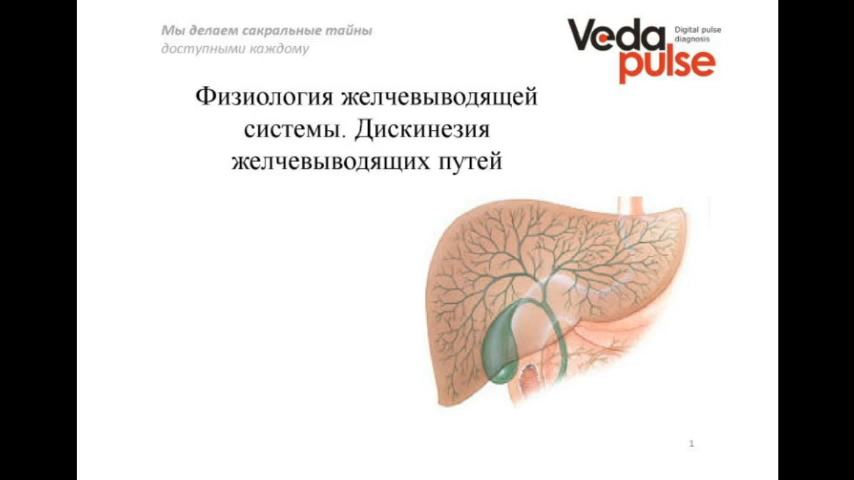 Мы делаем сакральные тайны
доступными каждому
Veda
pulse
Digital pulse
diagnosis
Физиология желчевыводящей
системы. Дискинезия
желчевыводящих путей
1